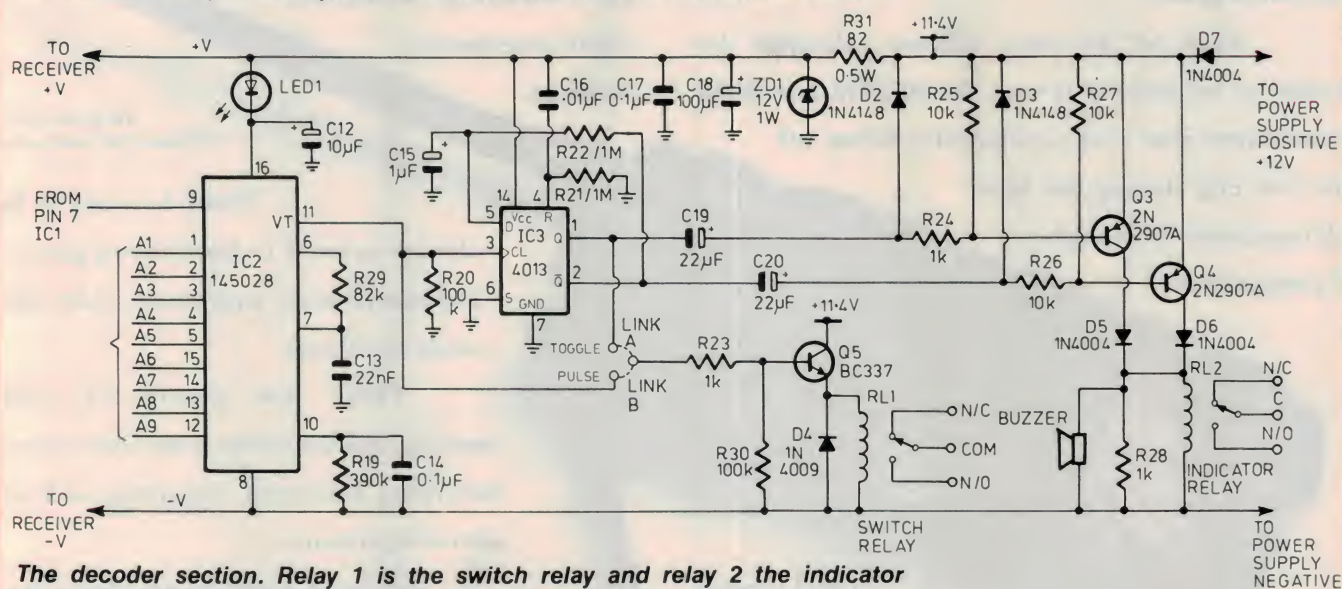 TO
RECEIVER
+V
+V
LED1
C12
10µF
16
FROM
PIN 7
IC1
9
VT
11
A1 1
A2 2
A3 3
A4 4
A5 5
A6 15
A7 14
A8 13
A9 12
IC2
145028
6
7
10
8
R29
82k
C13
22nF
R19
390k
C14
0·1µF
TO
RECEIVER
-V
-V
C15
1µF
C16
·01µF
C17
0·1µF
C18
100µF
ZD1
12V
1W
R22/1M
R21/1M
R20
100
k
14
4
5
3
6
7
1
2
Vcc
R
D
CL
S
GND
Q
Q̅
IC3
4013
C19
22µF
C20
22µF
LINK
A
TOGGLE
PULSE
LINK
B
R23
1k
R30
100k
R31
82
0·5W
+11·4V
D2
1N4148
R25
10k
D3
1N4148
R27
10k
D7
1N4004
TO
POWER
SUPPLY
POSITIVE
+12V
R24
1k
R26
10k
Q3
2N
2907A
Q4
2N2907A
+11·4V
Q5
BC337
D4
1N
4009
RL1
N/C
COM
N/O
SWITCH
RELAY
D5
1N4004
D6
1N4004
BUZZER
R28
1k
RL2
N/C
C
N/O
INDICATOR
RELAY
TO
POWER
SUPPLY
NEGATIVE
The decoder section. Relay 1 is the switch relay and relay 2 the indicator